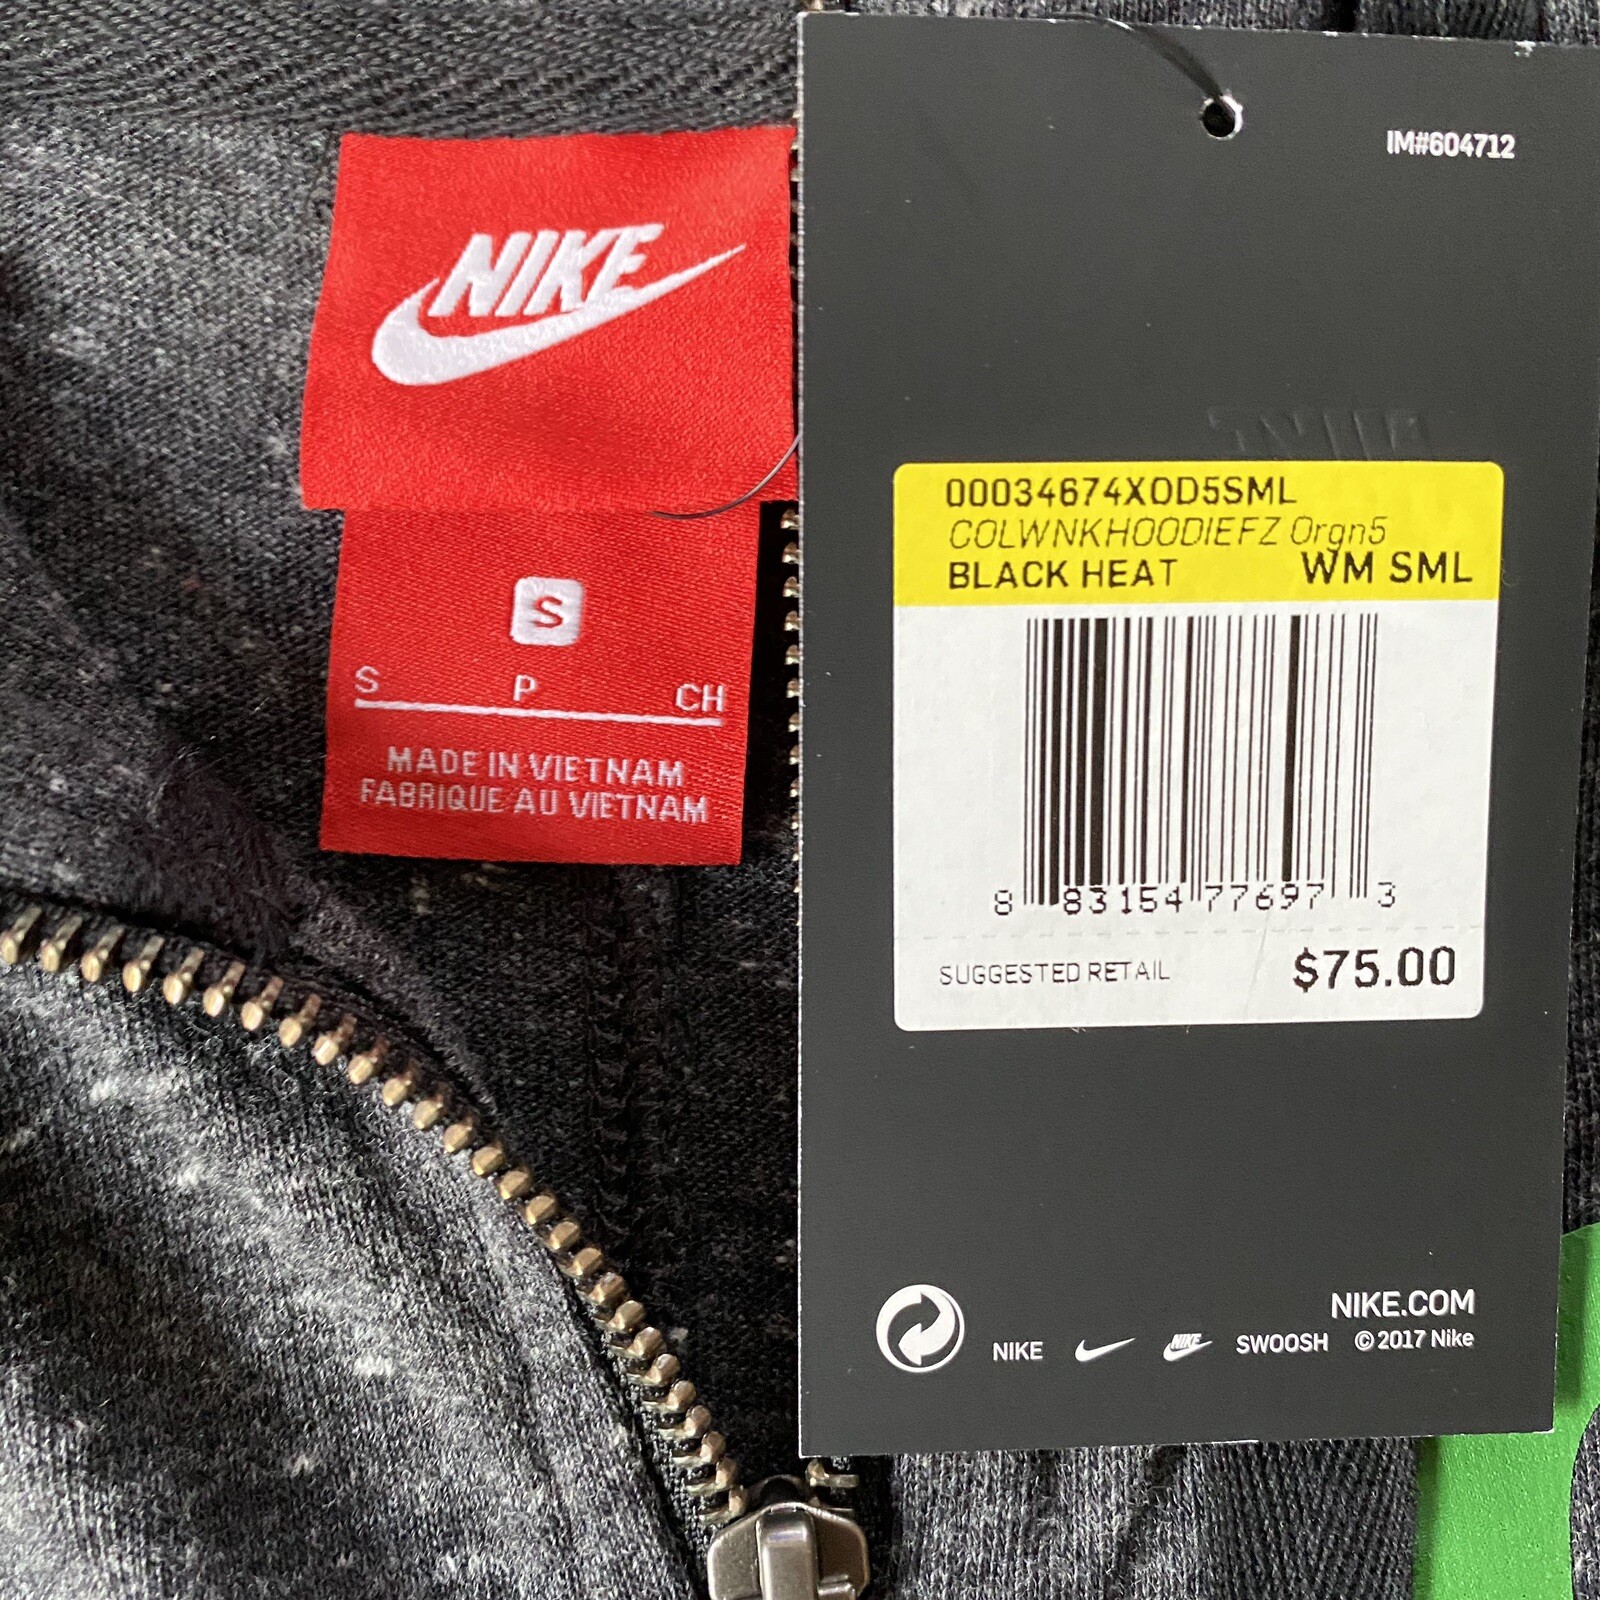 NIKE
S
S P CH
MADE IN VIETNAM
FABRIQUE AU VIETNAM
IM#604712
00034674XOD5SML
COLWNKHOODIEFZ Orgn5
BLACK HEAT WM SML
8 83154 77697 3
SUGGESTED RETAIL $75.00
NIKE.COM
NIKE NIKE SWOOSH © 2017 Nike